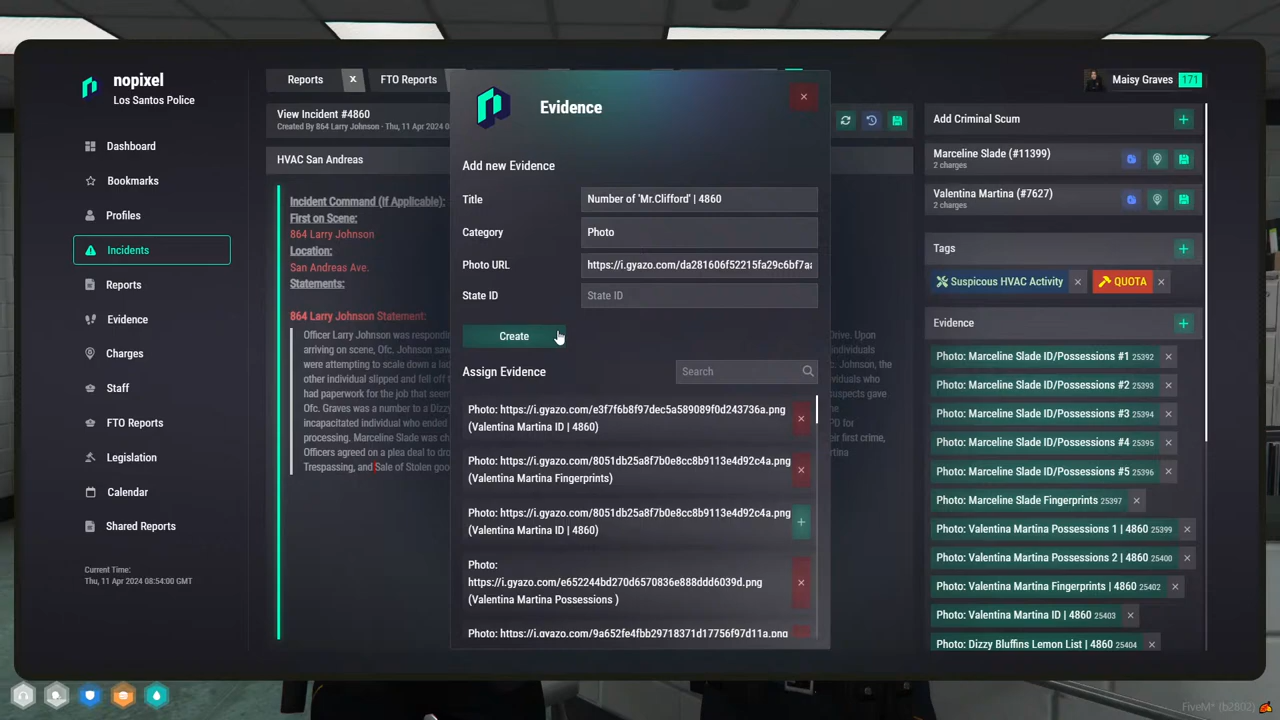 nopixel
Los Santos Police
Dashboard
Bookmarks
Profiles
Incidents
Reports
Evidence
Charges
Staff
FTO Reports
Legislation
Calendar
Shared Reports
Current Time:
Thu, 11 Apr 2024 08:54:00 GMT
Reports
FTO Reports
View Incident #4860
Created By 864 Larry Johnson · Thu, 11 Apr 2024 0
HVAC San Andreas
Incident Command (If Applicable):
First on Scene:
864 Larry Johnson
Location:
San Andreas Ave.
Statements:
864 Larry Johnson Statement:
Officer Larry Johnson was respondin
arriving on scene, Ofc. Johnson saw
were attempting to scale down a la
other individual slipped and fell off t
had paperwork for the job that seem
Ofc. Graves was a number to a Dizzy
incapacitated individual who ended
processing. Marceline Slade was ch
Officers agreed on a plea deal to dro
Trespassing, and Sale of Stolen goo
Drive. Upon
individuals
c. Johnson, the
viduals who
uspects gave
PD for
eir first crime,
rtina
Evidence
Add new Evidence
Title
Number of 'Mr.Clifford' | 4860
Category
Photo
Photo URL
https://i.gyazo.com/da281606f52215fa29c6bf7aa
State ID
State ID
Create
Assign Evidence
Search
Photo: https://i.gyazo.com/e3f7f6b8f97dec5a589089f0d243736a.png
(Valentina Martina ID | 4860)
Photo: https://i.gyazo.com/8051db25a8f7b0e8cc8b9113e4d92c4a.png
(Valentina Martina Fingerprints)
Photo: https://i.gyazo.com/8051db25a8f7b0e8cc8b9113e4d92c4a.png
(Valentina Martina ID | 4860)
Photo:
https://i.gyazo.com/e652244bd270d6570836e888ddd6039d.png
(Valentina Martina Possessions )
Photo: https://i.gyazo.com/9a652fe4fbb29718371d17756f97d11a.png
Maisy Graves 171
Add Criminal Scum
Marceline Slade (#11399)
2 charges
Valentina Martina (#7627)
2 charges
Tags
Suspicous HVAC Activity
QUOTA
Evidence
Photo: Marceline Slade ID/Possessions #1 25392
Photo: Marceline Slade ID/Possessions #2 25393
Photo: Marceline Slade ID/Possessions #3 25394
Photo: Marceline Slade ID/Possessions #4 25395
Photo: Marceline Slade ID/Possessions #5 25396
Photo: Marceline Slade Fingerprints 25397
Photo: Valentina Martina Possessions 1 | 4860 25399
Photo: Valentina Martina Possessions 2 | 4860 25400
Photo: Valentina Martina Fingerprints | 4860 25402
Photo: Valentina Martina ID | 4860 25403
Photo: Dizzy Bluffins Lemon List | 4860 25404
FiveM* (b2802)